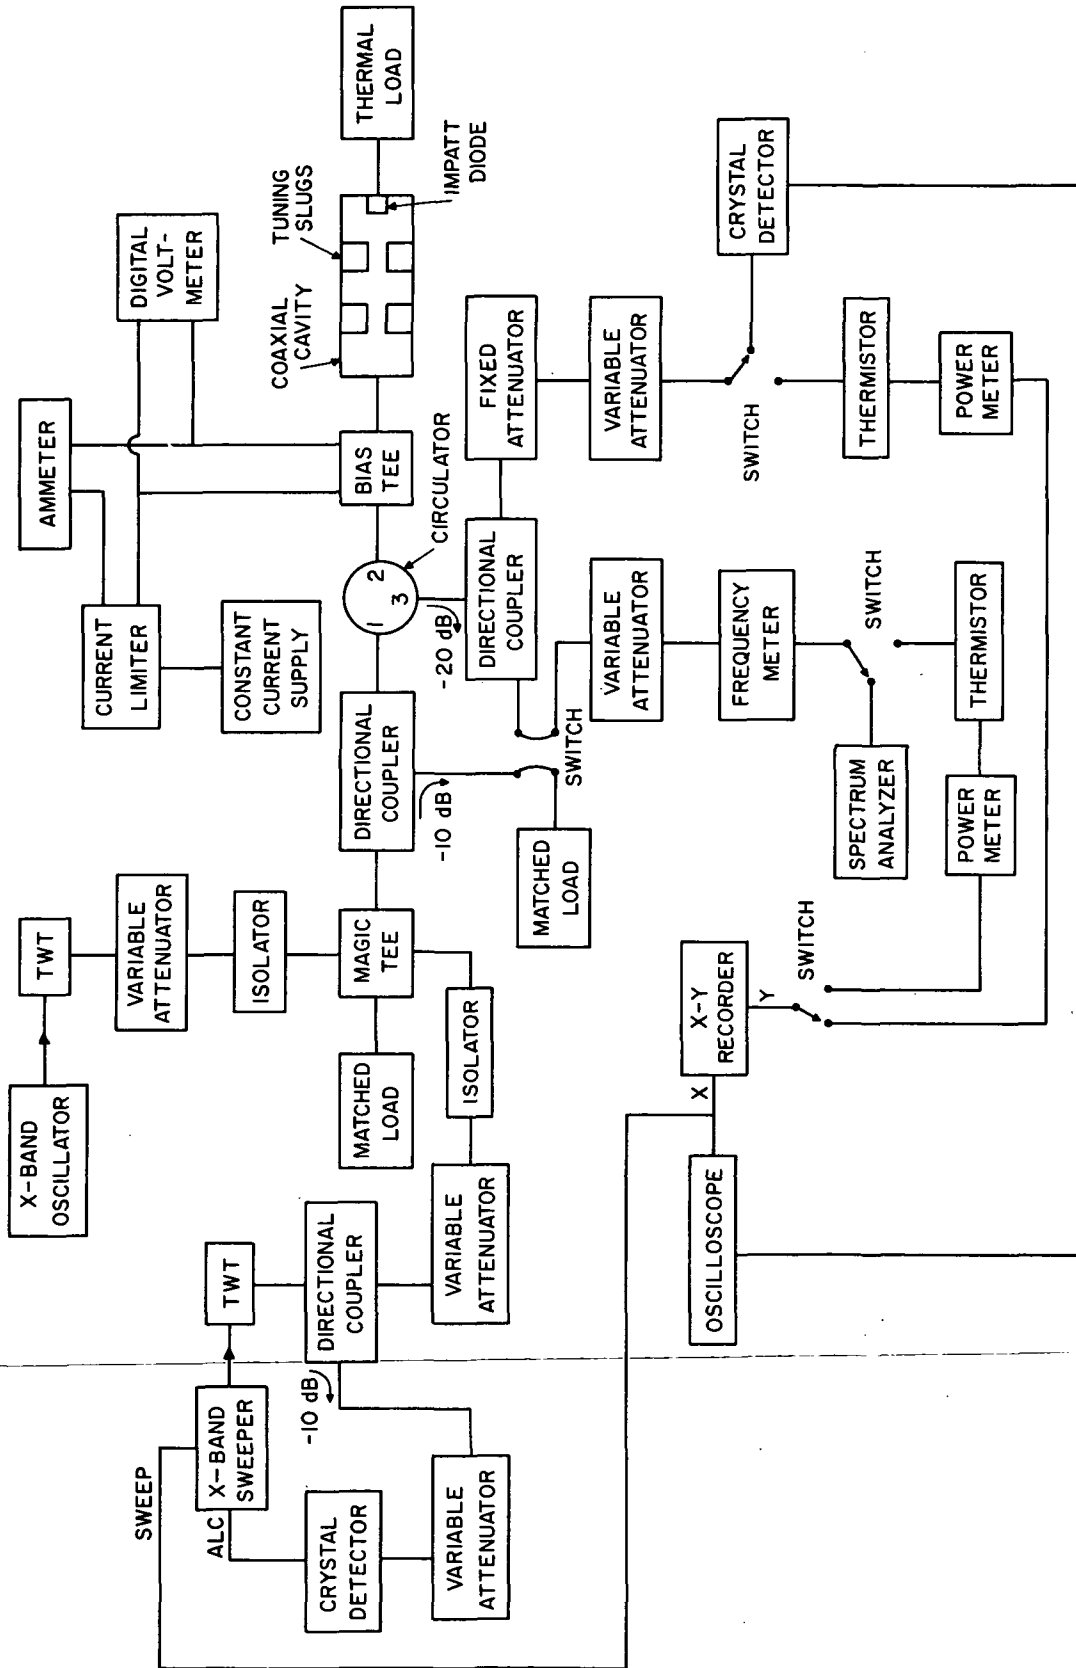 X-BAND
OSCILLATOR
TWT
VARIABLE
ATTENUATOR
ISOLATOR
MAGIC
TEE
MATCHED
LOAD
ISOLATOR
VARIABLE
ATTENUATOR
DIRECTIONAL
COUPLER
TWT
X-BAND
SWEEPER
SWEEP
ALC
CRYSTAL
DETECTOR
VARIABLE
ATTENUATOR
-10 dB
DIRECTIONAL
COUPLER
-10 dB
SWITCH
MATCHED
LOAD
1
2
3
CIRCULATOR
-20 dB
DIRECTIONAL
COUPLER
CURRENT
LIMITER
CONSTANT
CURRENT
SUPPLY
AMMETER
DIGITAL
VOLT-
METER
BIAS
TEE
COAXIAL
CAVITY
TUNING
SLUGS
IMPATT
DIODE
THERMAL
LOAD
FIXED
ATTENUATOR
VARIABLE
ATTENUATOR
SWITCH
CRYSTAL
DETECTOR
THERMISTOR
POWER
METER
VARIABLE
ATTENUATOR
FREQUENCY
METER
SWITCH
SPECTRUM
ANALYZER
THERMISTOR
POWER
METER
X-Y
RECORDER
X
Y
SWITCH
OSCILLOSCOPE